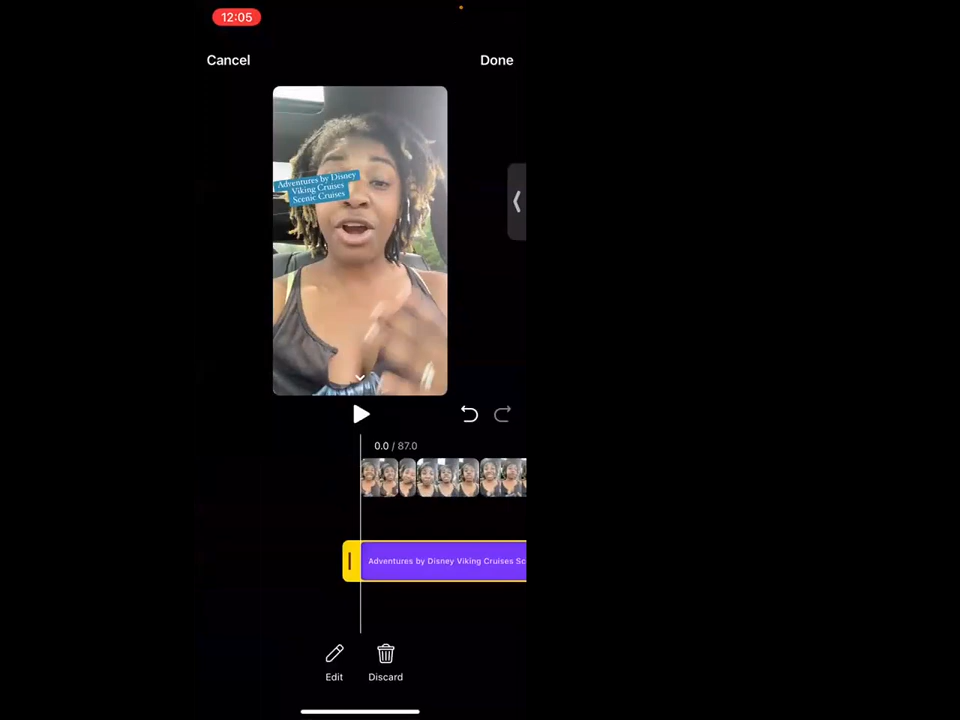 12:05
Cancel
Done
Adventures by Disney
Viking Cruises
Scenic Cruises
0.0 / 87.0
Adventures by Disney Viking Cruises Sc
Edit
Discard